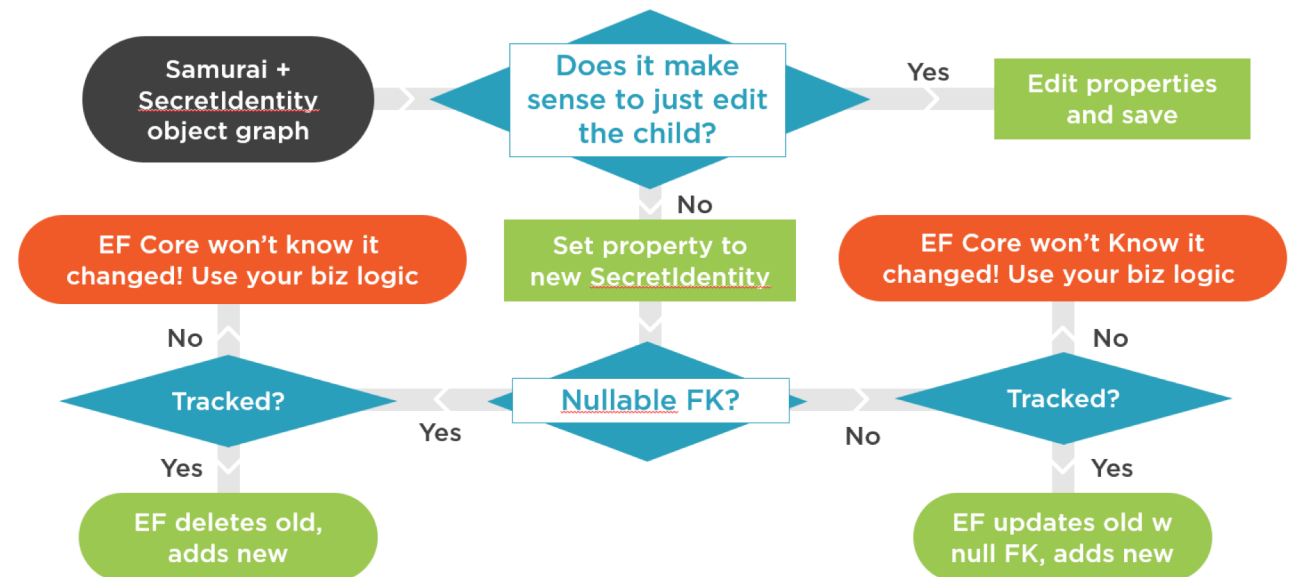 Samurai +
SecretIdentity
object graph
Does it make
sense to just edit
the child?
Yes
Edit properties
and save
No
EF Core won't know it
changed! Use your biz logic
Set property to
new SecretIdentity
EF Core won't Know it
changed! Use your biz logic
No
No
Tracked?
Nullable FK?
Tracked?
Yes
No
Yes
Yes
EF deletes old,
adds new
EF updates old w
null FK, adds new